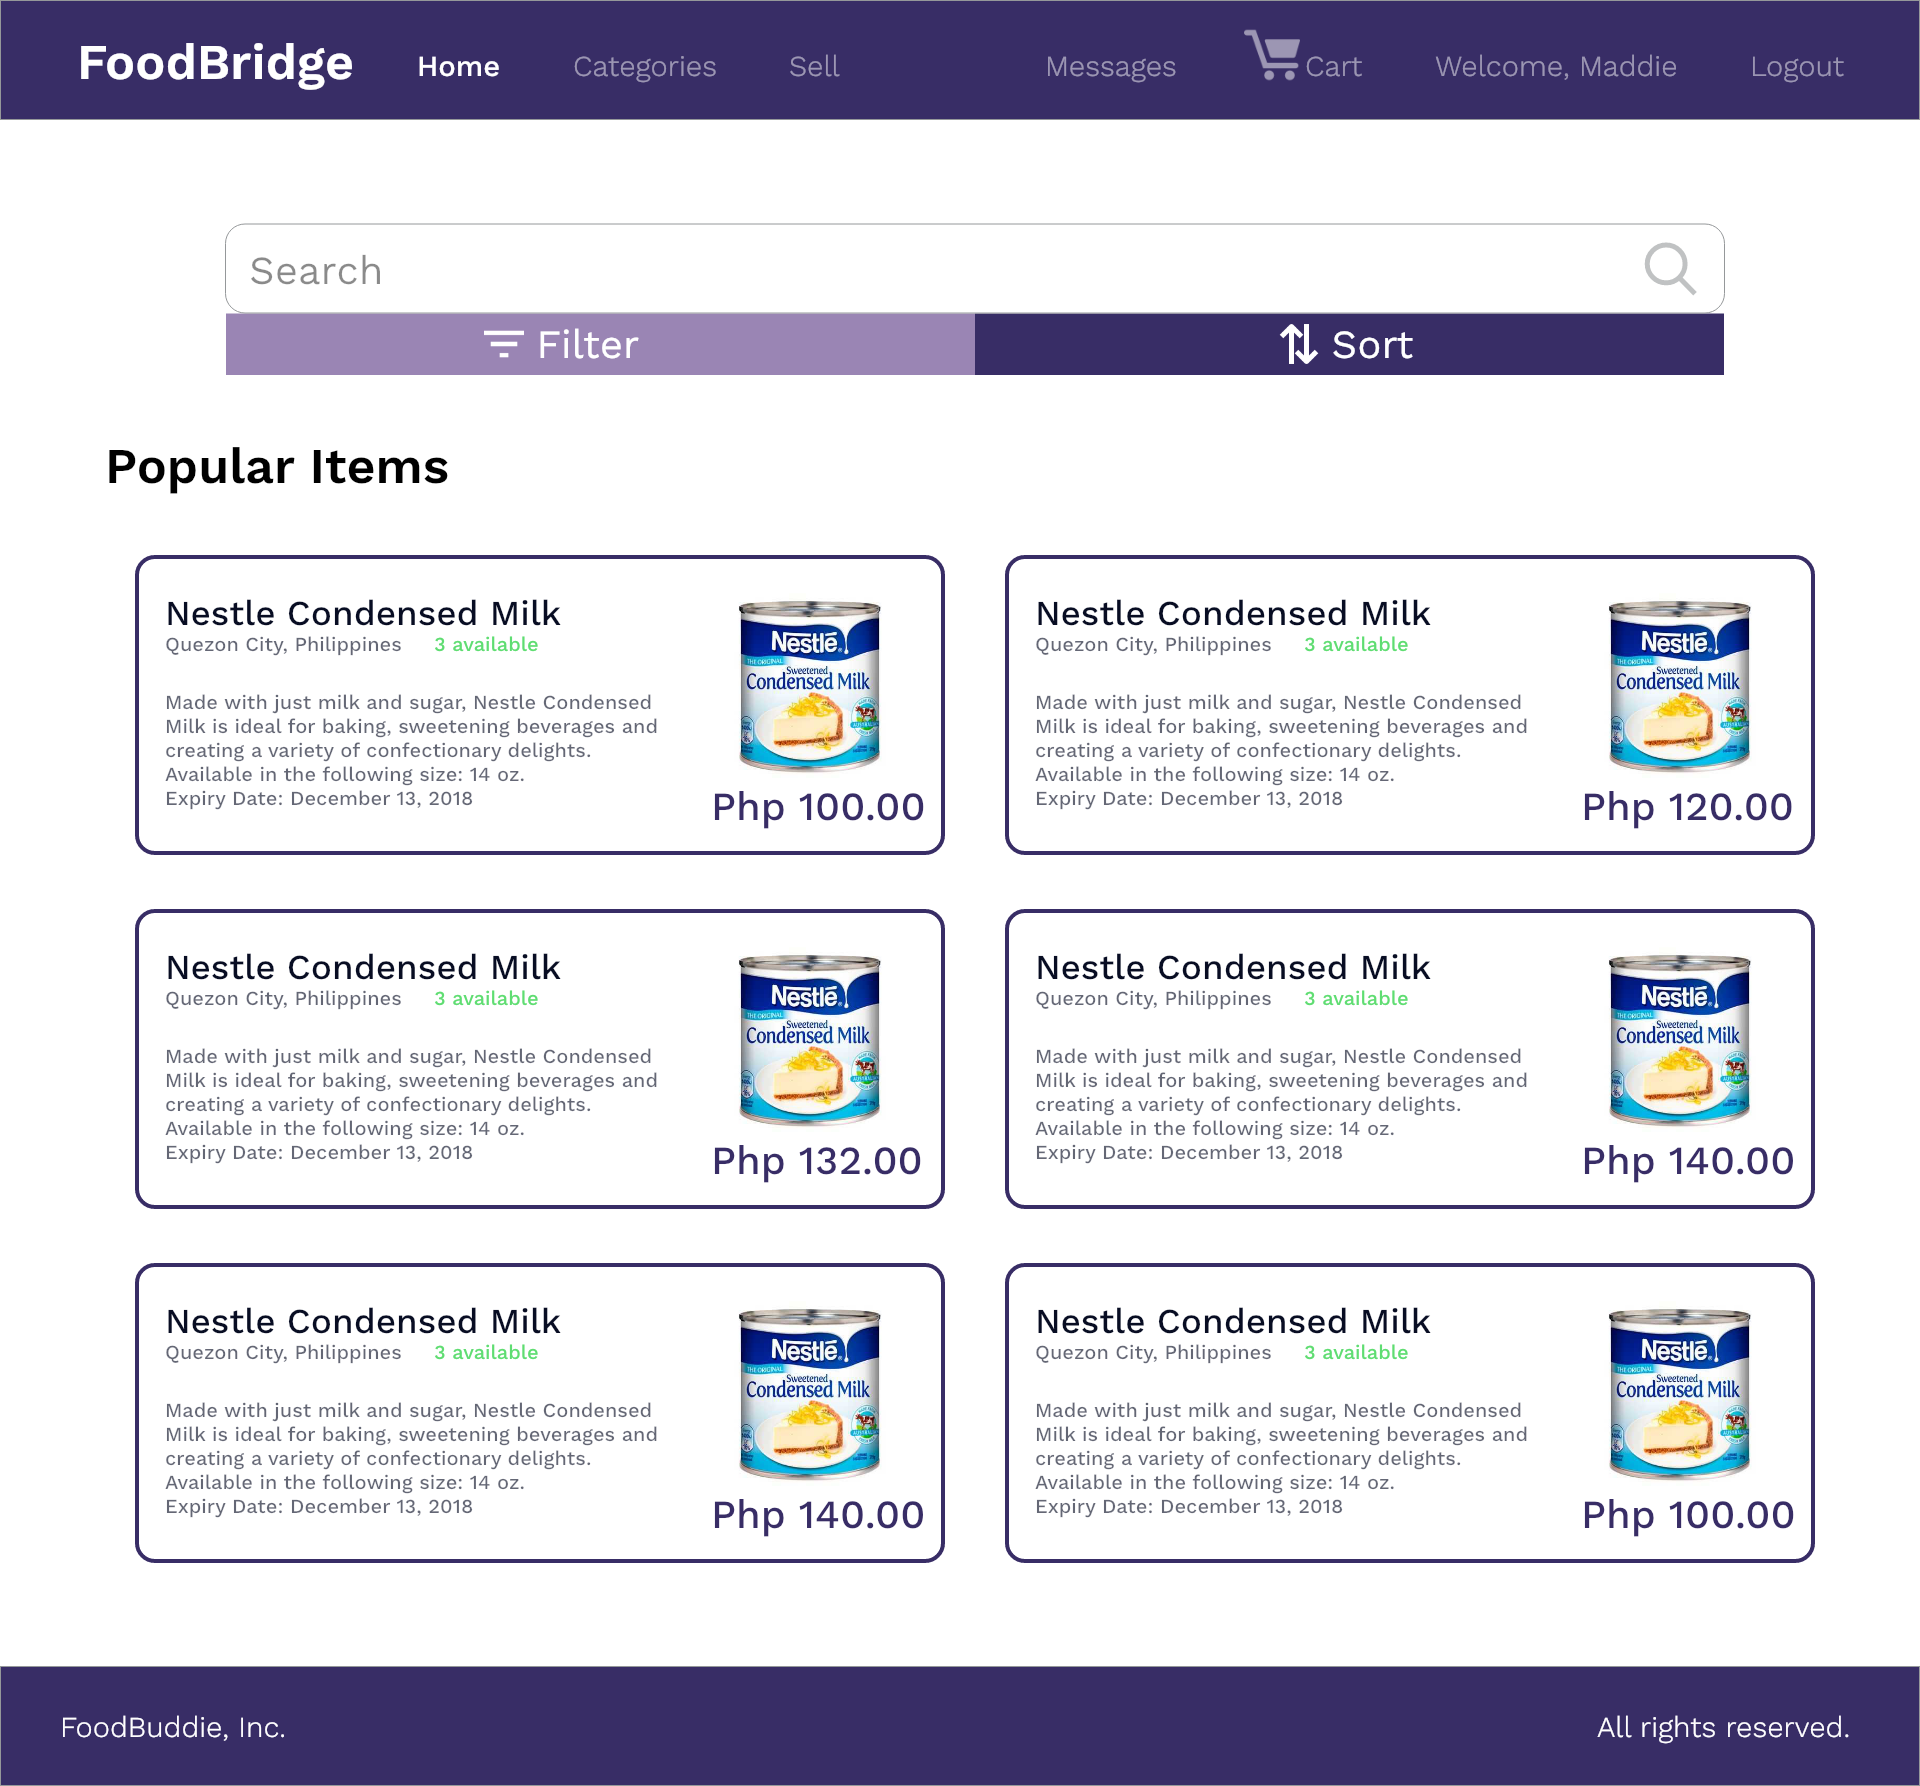 FoodBridge Home Categories Sell Messages Cart Welcome, Maddie Logout
Search
Filter Sort
Popular Items
Nestle Condensed Milk
Quezon City, Philippines 3 available
Made with just milk and sugar, Nestle Condensed
Milk is ideal for baking, sweetening beverages and
creating a variety of confectionary delights.
Available in the following size: 14 oz.
Expiry Date: December 13, 2018
Nestlé
THE ORIGINAL
Sweetened
Condensed Milk
Php 100.00
Nestle Condensed Milk
Quezon City, Philippines 3 available
Made with just milk and sugar, Nestle Condensed
Milk is ideal for baking, sweetening beverages and
creating a variety of confectionary delights.
Available in the following size: 14 oz.
Expiry Date: December 13, 2018
Nestlé
THE ORIGINAL
Sweetened
Condensed Milk
Php 120.00
Nestle Condensed Milk
Quezon City, Philippines 3 available
Made with just milk and sugar, Nestle Condensed
Milk is ideal for baking, sweetening beverages and
creating a variety of confectionary delights.
Available in the following size: 14 oz.
Expiry Date: December 13, 2018
Nestlé
THE ORIGINAL
Sweetened
Condensed Milk
Php 132.00
Nestle Condensed Milk
Quezon City, Philippines 3 available
Made with just milk and sugar, Nestle Condensed
Milk is ideal for baking, sweetening beverages and
creating a variety of confectionary delights.
Available in the following size: 14 oz.
Expiry Date: December 13, 2018
Nestlé
THE ORIGINAL
Sweetened
Condensed Milk
Php 140.00
Nestle Condensed Milk
Quezon City, Philippines 3 available
Made with just milk and sugar, Nestle Condensed
Milk is ideal for baking, sweetening beverages and
creating a variety of confectionary delights.
Available in the following size: 14 oz.
Expiry Date: December 13, 2018
Nestlé
THE ORIGINAL
Sweetened
Condensed Milk
Php 140.00
Nestle Condensed Milk
Quezon City, Philippines 3 available
Made with just milk and sugar, Nestle Condensed
Milk is ideal for baking, sweetening beverages and
creating a variety of confectionary delights.
Available in the following size: 14 oz.
Expiry Date: December 13, 2018
Nestlé
THE ORIGINAL
Sweetened
Condensed Milk
Php 100.00
FoodBuddie, Inc. All rights reserved.